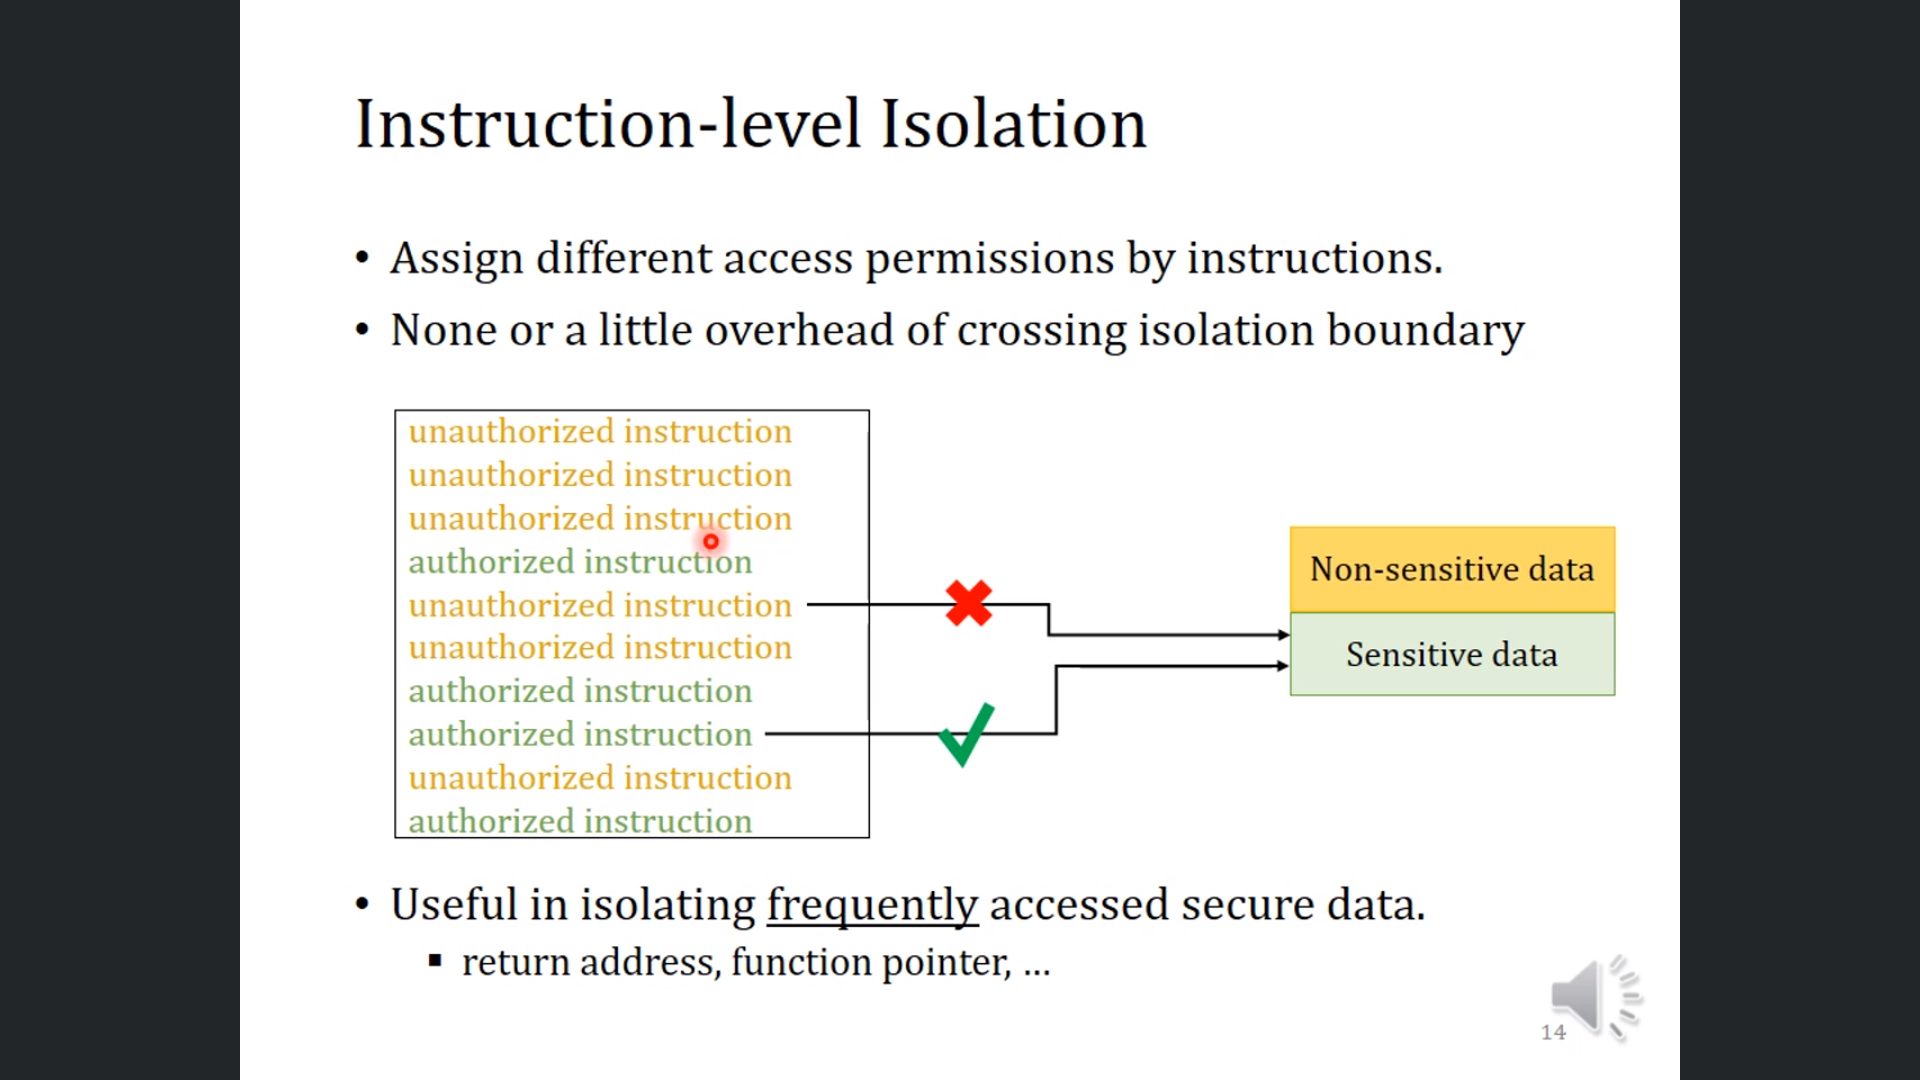 Instruction-level Isolation
• Assign different access permissions by instructions.
• None or a little overhead of crossing isolation boundary
unauthorized instruction
unauthorized instruction
unauthorized instruction
authorized instruction
unauthorized instruction
unauthorized instruction
authorized instruction
authorized instruction
unauthorized instruction
authorized instruction
Non-sensitive data
Sensitive data
• Useful in isolating frequently accessed secure data.
▪ return address, function pointer, ...
14